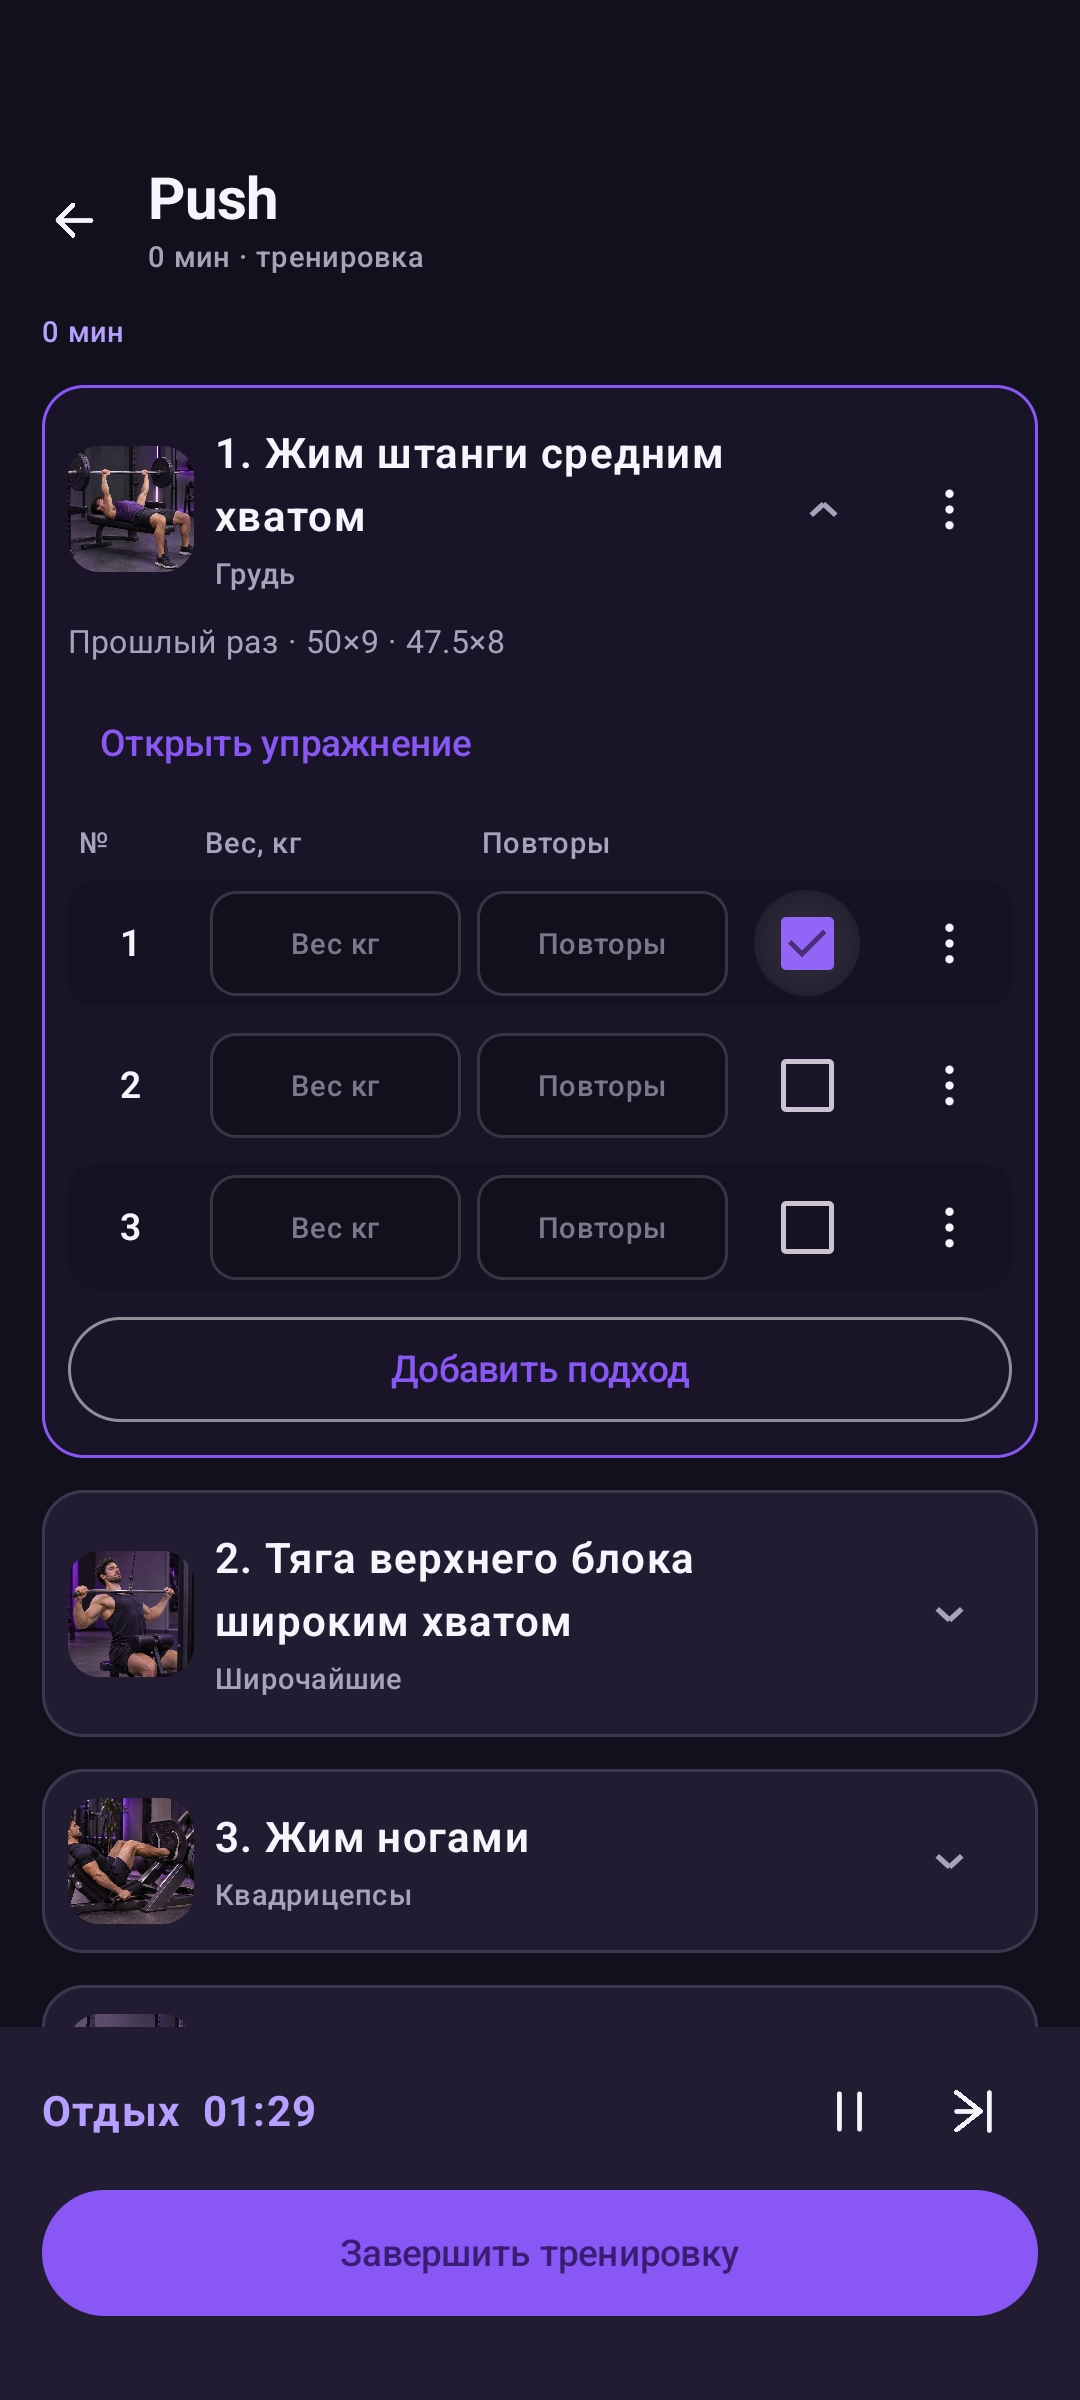 Push
0 мин · тренировка
0 мин
1. Жим штанги средним
хватом
Грудь
Прошлый раз · 50×9 · 47.5×8
Открыть упражнение
№ Вес, кг Повторы
1 Вес кг Повторы
2 Вес кг Повторы
3 Вес кг Повторы
Добавить подход
2. Тяга верхнего блока
широким хватом
Широчайшие
3. Жим ногами
Квадрицепсы
Отдых 01:29
Завершить тренировку